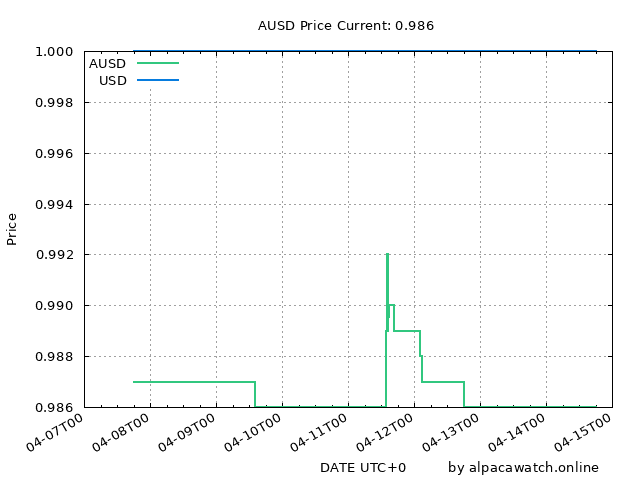 AUSD Price Current: 0.986
1.000
AUSD
USD
0.998
0.996
0.994
0.992
0.990
0.988
0.986
Price
04-07T00
04-08T00
04-09T00
04-10T00
04-11T00
04-12T00
04-13T00
04-14T00
04-15T00
DATE UTC+0
by alpacawatch.online